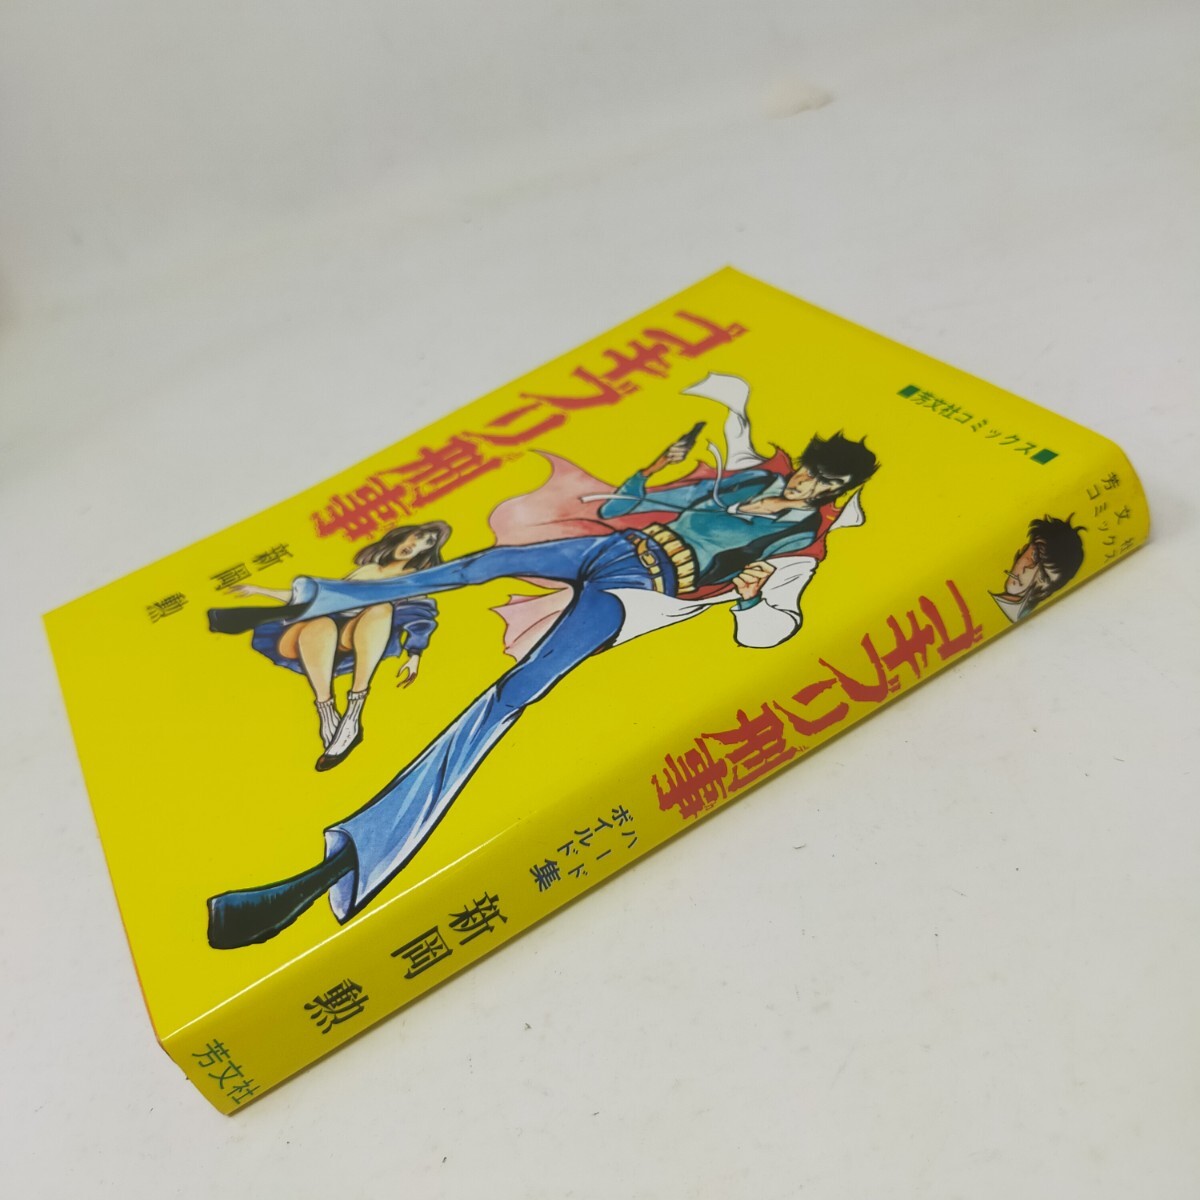 ■芳文社コミックス■
ゴキブリ刑事
新岡勲
芳文社
コミックス
ゴキブリ刑事
ハード
ボイルド集
新岡勲
芳文社